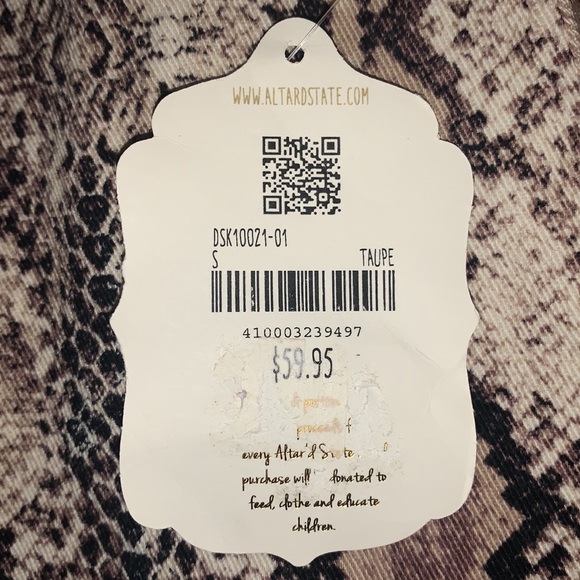 WWW.ALTARDSTATE.COM
DSK10021-01
S TAUPE
410003239497
$59.95
every Altar'd State
purchase will donated to
feed, clothe and educate
children.